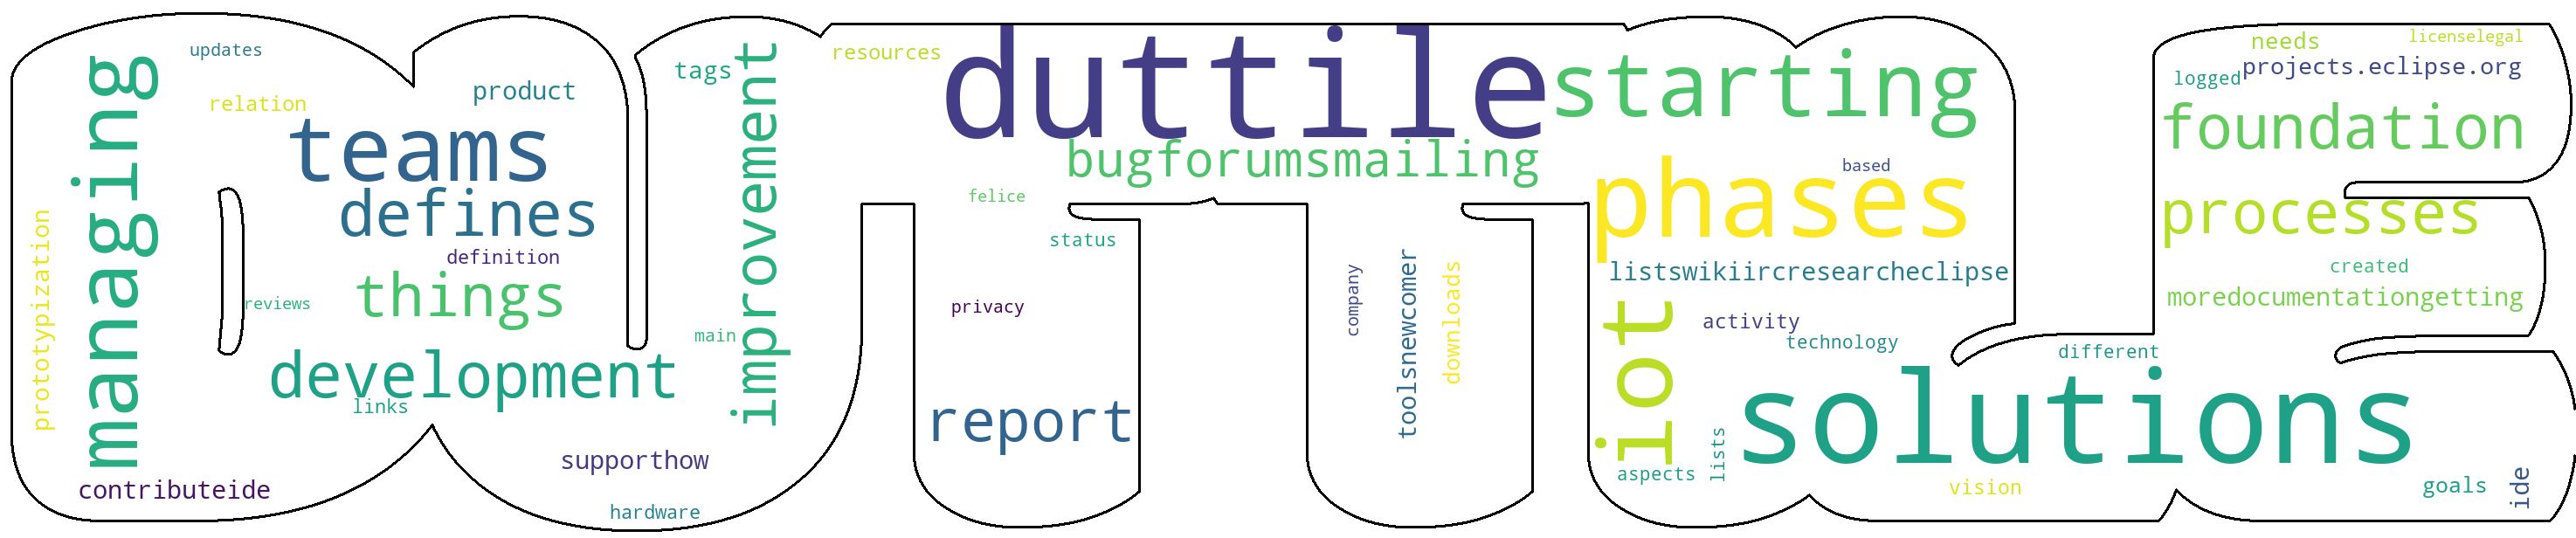 updates
relation
product
teams
managing
defines
definition
things
prototypization
reviews
development
links
contributeide
supporthow
hardware
tags
improvement
main
resources
duttile
bugforumsmailing
felice
status
privacy
report
company
toolsnewcomer
downloads
starting
based
phases
listswikiircresearcheclipse
iot
activity
technology
different
solutions
aspects
lists
vision
needs
licenselegal
logged
projects.eclipse.org
foundation
processes
created
moredocumentationgetting
goals
ide